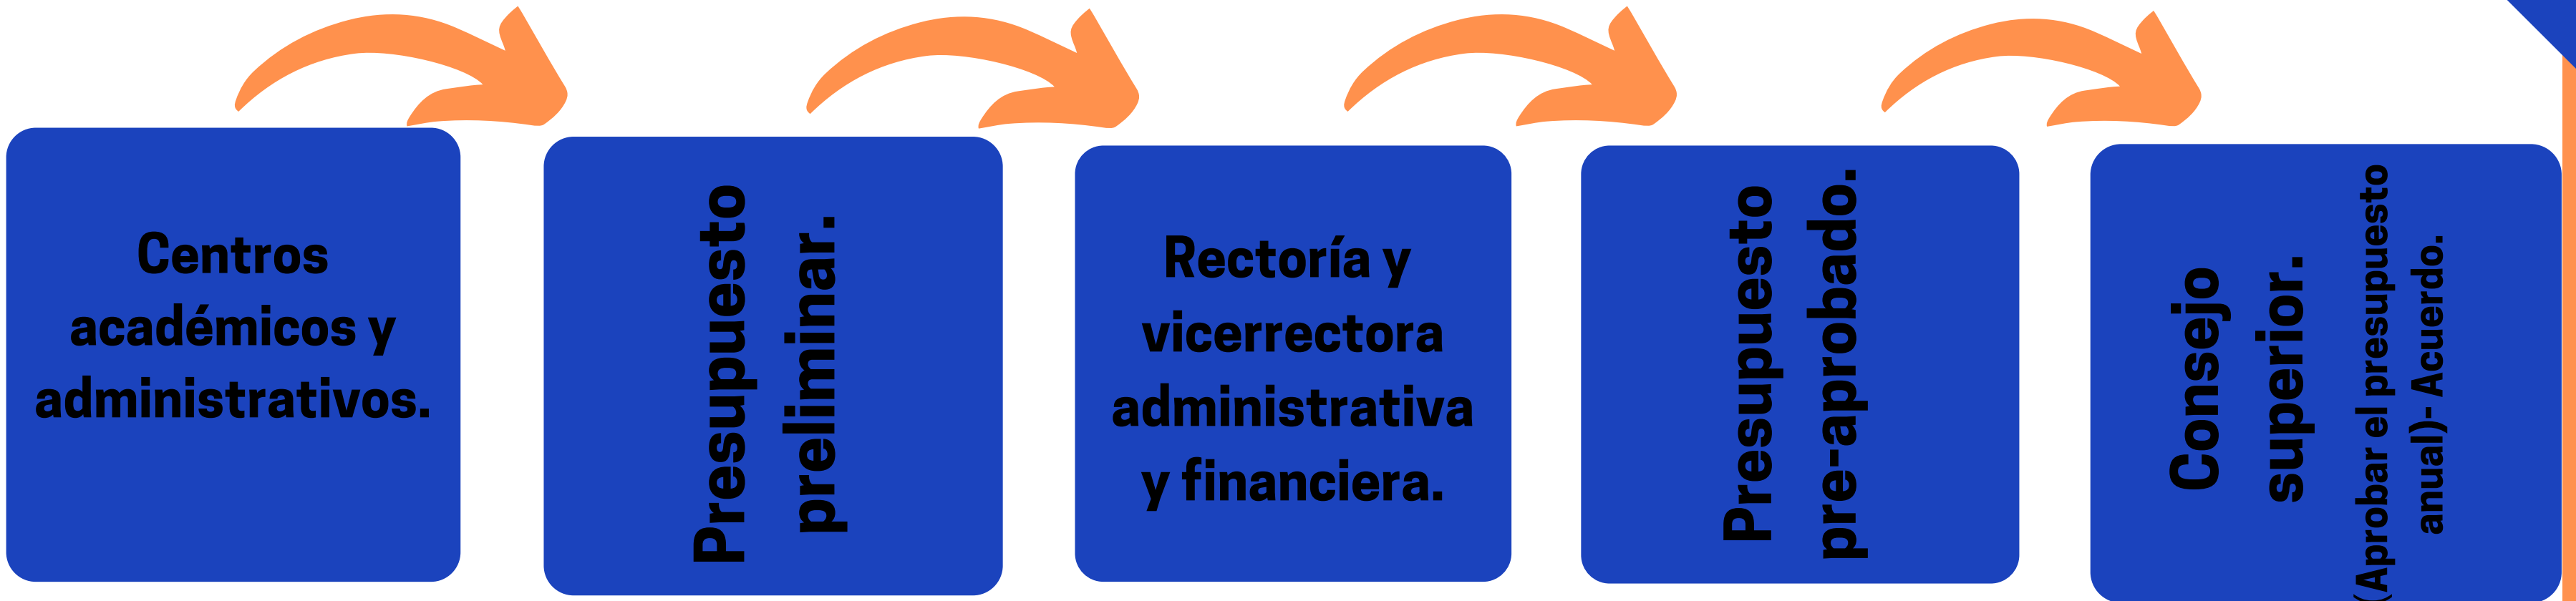 Centros
académicos y
administrativos.
Presupuesto
preliminar.
Rectoría y
vicerrectora
administrativa
y financiera.
Presupuesto
pre-aprobado.
Consejo
superior.
(Aprobar el presupuesto
anual)- Acuerdo.